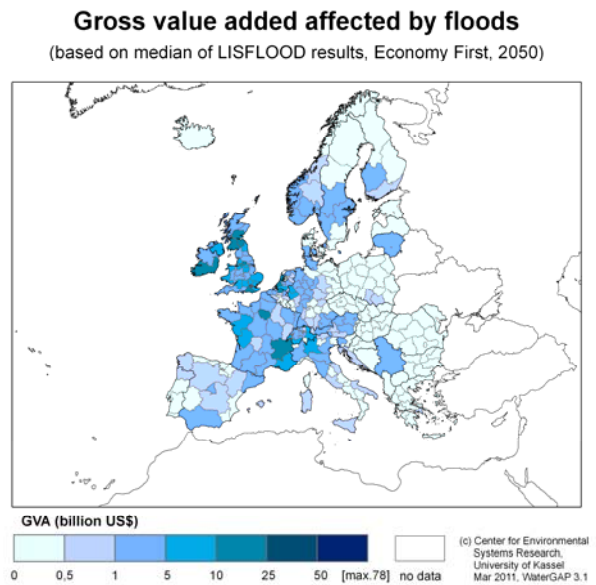 Gross value added affected by floods
(based on median of LISFLOOD results, Economy First, 2050)
GVA (billion US$)
0 0,5 1 5 10 25 50 [max.78] no data
(c) Center for Environmental
Systems Research,
University of Kassel
Mar 2011, WaterGAP 3.1